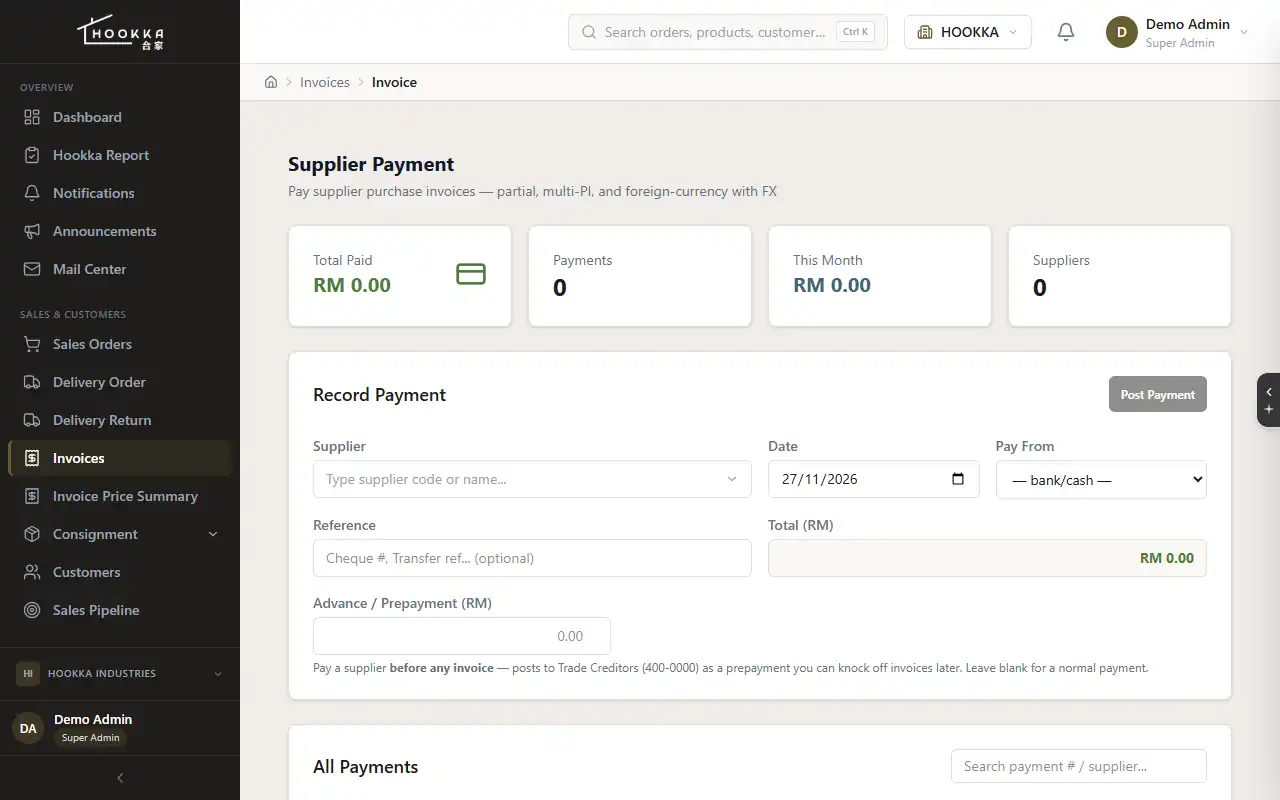 HOOKKA
合家
Search orders, products, customer...
Ctrl K
HOOKKA
D
Demo Admin
Super Admin
OVERVIEW
Dashboard
Hookka Report
Notifications
Announcements
Mail Center
SALES & CUSTOMERS
Sales Orders
Delivery Order
Delivery Return
Invoices
Invoice Price Summary
Consignment
Customers
Sales Pipeline
HI
HOOKKA INDUSTRIES
DA
Demo Admin
Super Admin
Invoices
Invoice
Supplier Payment
Pay supplier purchase invoices — partial, multi-PI, and foreign-currency with FX
Total Paid
RM 0.00
Payments
0
This Month
RM 0.00
Suppliers
0
Record Payment
Post Payment
Supplier
Type supplier code or name...
Date
27/11/2026
Pay From
— bank/cash —
Reference
Cheque #, Transfer ref... (optional)
Total (RM)
RM 0.00
Advance / Prepayment (RM)
0.00
Pay a supplier before any invoice — posts to Trade Creditors (400-0000) as a prepayment you can knock off invoices later. Leave blank for a normal payment.
All Payments
Search payment # / supplier...